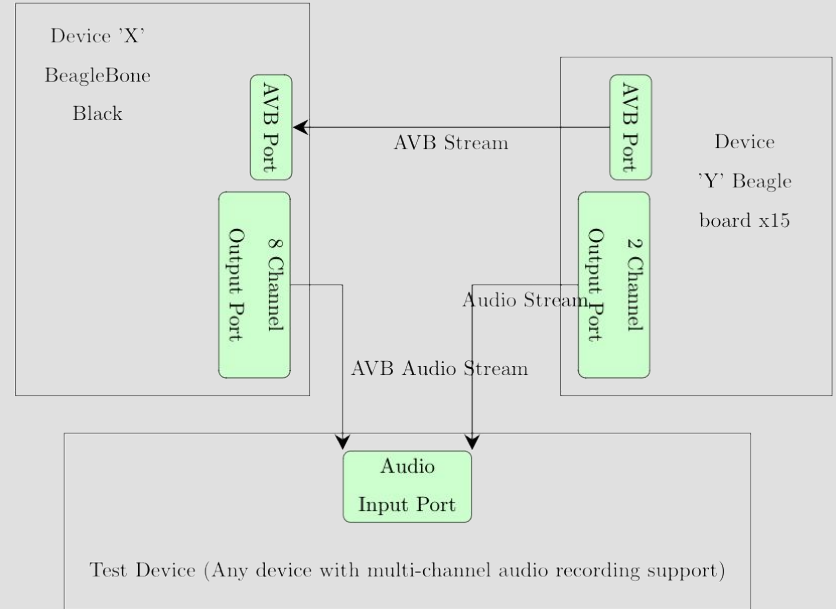 Device 'X'
BeagleBone
Black
AVB Port
8 Channel
Output Port
AVB Stream
AVB Port
2 Channel
Output Port
Device
'Y' Beagle
board x15
Audio Stream
AVB Audio Stream
Audio
Input Port
Test Device (Any device with multi-channel audio recording support)